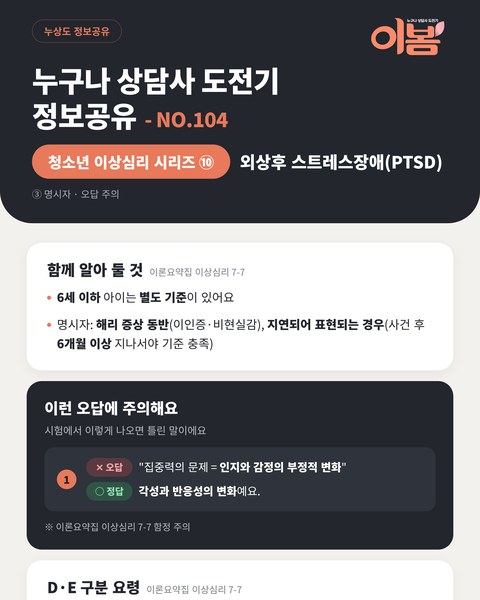 누상도 정보공유
누구나 상담사 도전기
이봄
누구나 상담사 도전기
정보공유 - NO.104
청소년 이상심리 시리즈 ⑩ 외상후 스트레스장애(PTSD)
③ 명시자 · 오답 주의
함께 알아 둘 것 이론요약집 이상심리 7-7
• 6세 이하 아이는 별도 기준이 있어요
• 명시자: 해리 증상 동반(이인증·비현실감), 지연되어 표현되는 경우(사건 후
6개월 이상 지나서야 기준 충족)
이런 오답에 주의해요
시험에서 이렇게 나오면 틀린 말이에요
1
✕ 오답 "집중력의 문제 = 인지와 감정의 부정적 변화"
○ 정답 각성과 반응성의 변화예요.
※ 이론요약집 이상심리 7-7 함정 주의
D·E 구분 요령 이론요약집 이상심리 7-7